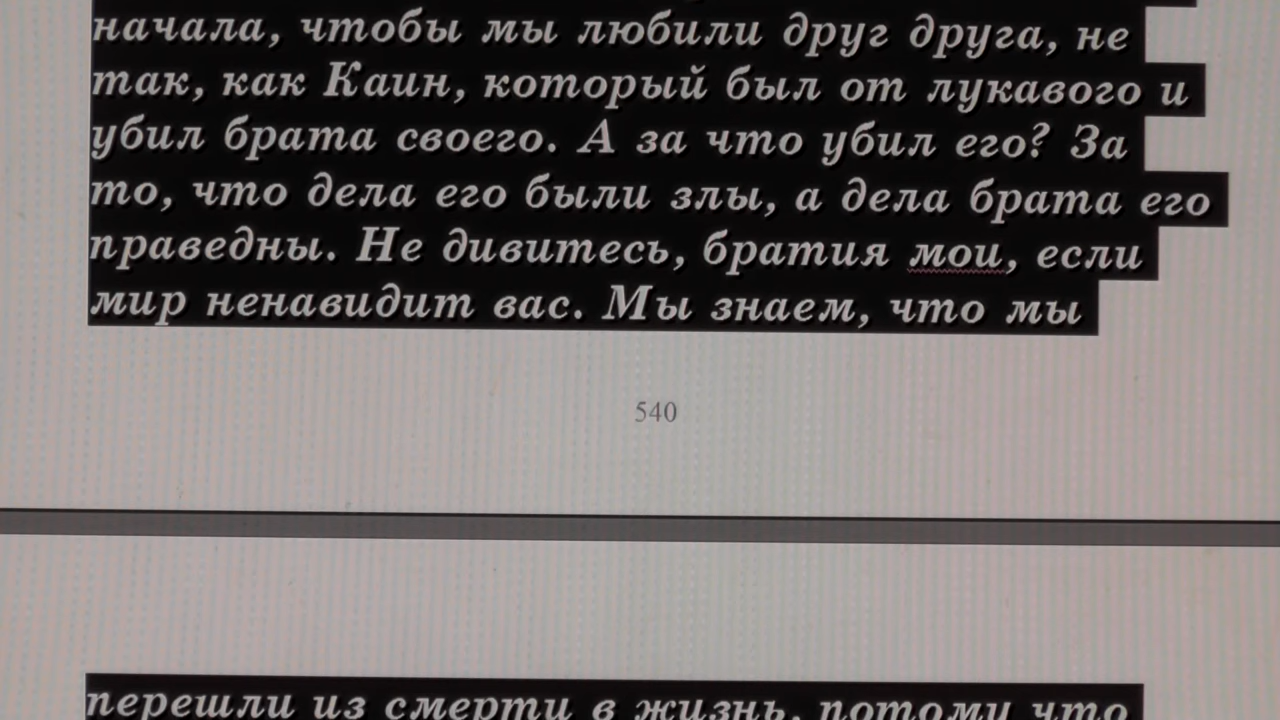 начала, чтобы мы любили друг друга, не
так, как Каин, который был от лукавого и
убил брата своего. А за что убил его? За
то, что дела его были злы, а дела брата его
праведны. Не дивитесь, братия мои, если
мир ненавидит вас. Мы знаем, что мы
540
перешли из смерти в жизнь, потому что